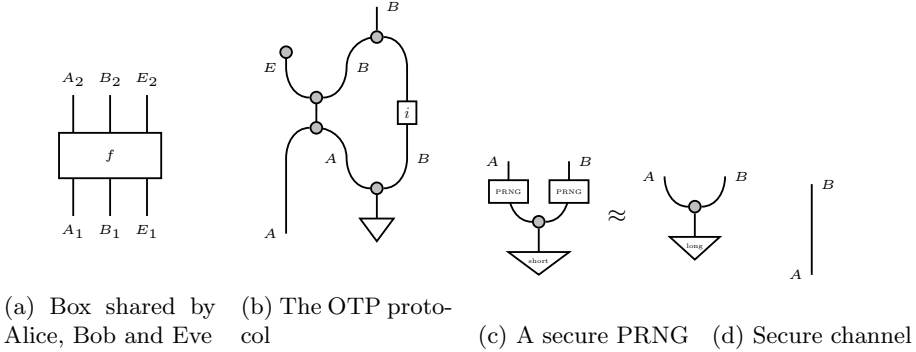 B
A₂ B₂ E₂
E
B
f
i
A
B
A₁ B₁ E₁
A
A B
PRNG PRNG
short
≈
A B
long
B
A
(a) Box shared by
Alice, Bob and Eve
(b) The OTP proto-
col
(c) A secure PRNG
(d) Secure channel